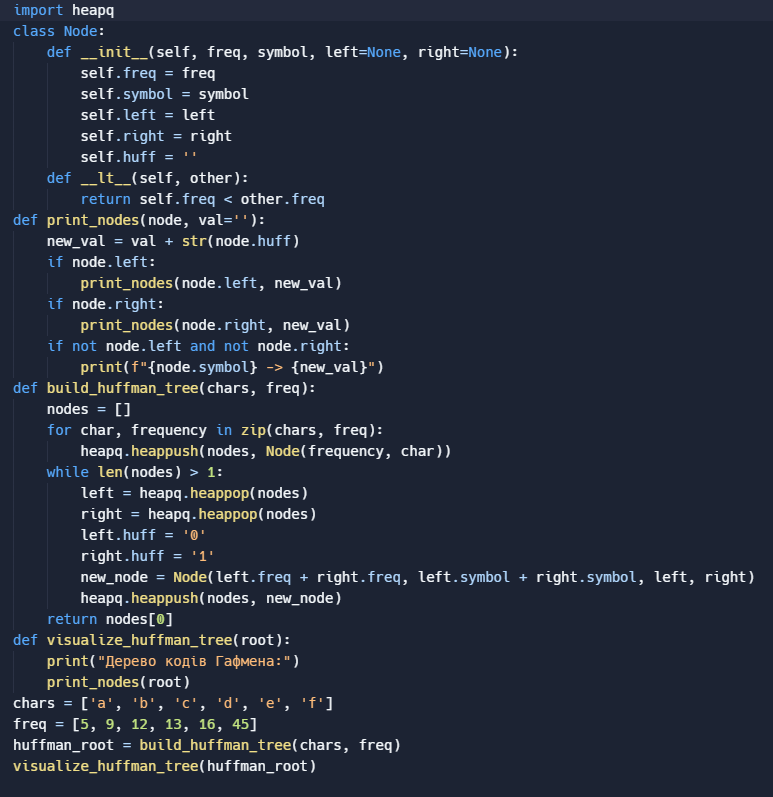 import heapq
class Node:
    def __init__(self, freq, symbol, left=None, right=None):
        self.freq = freq
        self.symbol = symbol
        self.left = left
        self.right = right
        self.huff = ''
    def __lt__(self, other):
        return self.freq < other.freq
def print_nodes(node, val=''):
    new_val = val + str(node.huff)
    if node.left:
        print_nodes(node.left, new_val)
    if node.right:
        print_nodes(node.right, new_val)
    if not node.left and not node.right:
        print(f"{node.symbol} -> {new_val}")
def build_huffman_tree(chars, freq):
    nodes = []
    for char, frequency in zip(chars, freq):
        heapq.heappush(nodes, Node(frequency, char))
    while len(nodes) > 1:
        left = heapq.heappop(nodes)
        right = heapq.heappop(nodes)
        left.huff = '0'
        right.huff = '1'
        new_node = Node(left.freq + right.freq, left.symbol + right.symbol, left, right)
        heapq.heappush(nodes, new_node)
    return nodes[0]
def visualize_huffman_tree(root):
    print("Дерево кодів Гафмена:")
    print_nodes(root)
chars = ['a', 'b', 'c', 'd', 'e', 'f']
freq = [5, 9, 12, 13, 16, 45]
huffman_root = build_huffman_tree(chars, freq)
visualize_huffman_tree(huffman_root)